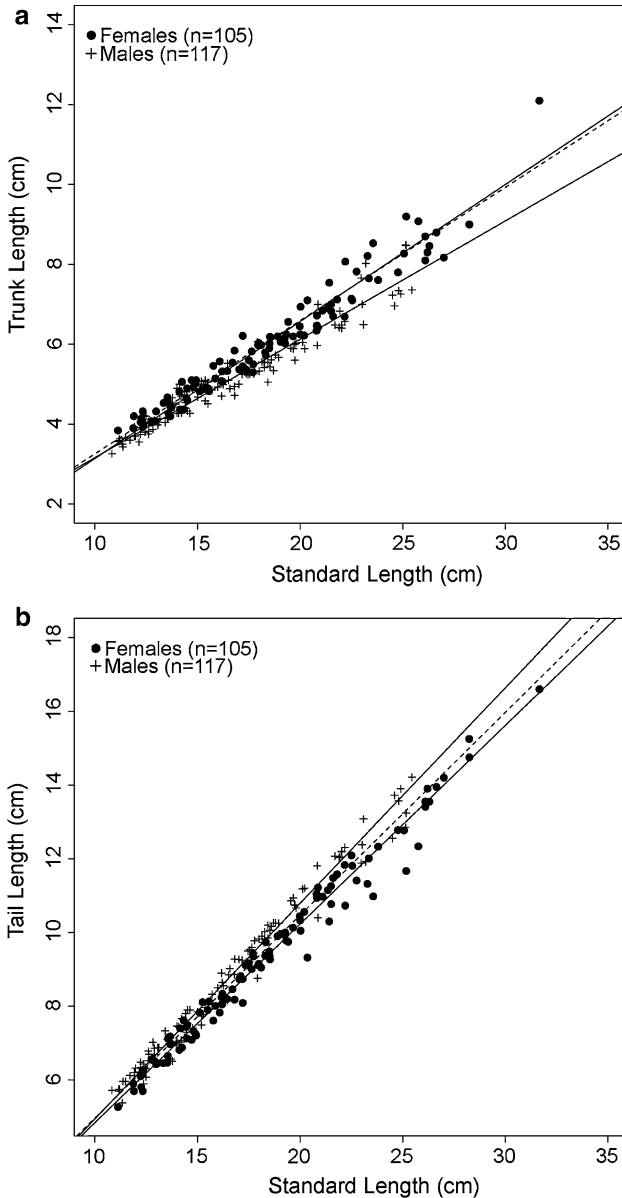 a
Females (n=105)
Males (n=117)
12
10
8
6
4
2
Trunk Length (cm)
10 15 20 25 30 35
Standard Length (cm)
b
Females (n=105)
Males (n=117)
18
16
14
12
10
8
6
Tail Length (cm)
10 15 20 25 30 35
Standard Length (cm)